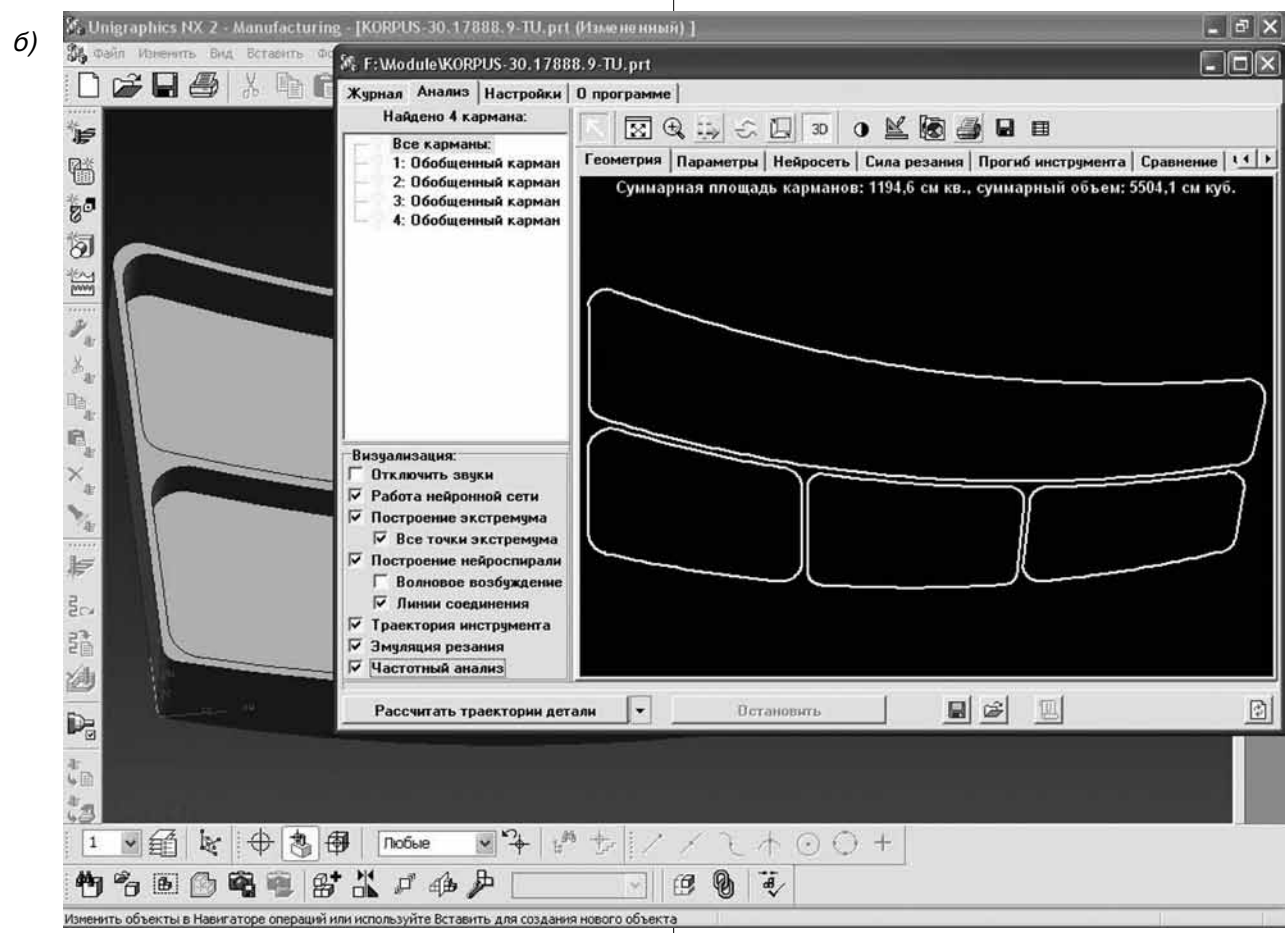 б)
Unigraphics NX 2 - Manufacturing - [KORPUS-30.17888.9-TU.prt (Измененный) ]
Файл Изменить Вид Вставить Фо
F:\Module\KORPUS-30.17888.9-TU.prt
Журнал Анализ Настройки О программе
Найдено 4 кармана:
Все карманы:
1: Обобщенный карман
2: Обобщенный карман
3: Обобщенный карман
4: Обобщенный карман
3D
Геометрия Параметры Нейросеть Сила резания Прогиб инструмента Сравнение
Суммарная площадь карманов: 1194,6 см кв., суммарный объем: 5504,1 см куб.
Визуализация:
Отключить звуки
Работа нейронной сети
Построение экстремума
Все точки экстремума
Построение нейроспирали
Волновое возбуждение
Линии соединения
Траектория инструмента
Эмуляция резания
Частотный анализ
Рассчитать траектории детали
Остановить
1
Любые
Изменить объекты в Навигаторе операций или используйте Вставить для создания нового объекта